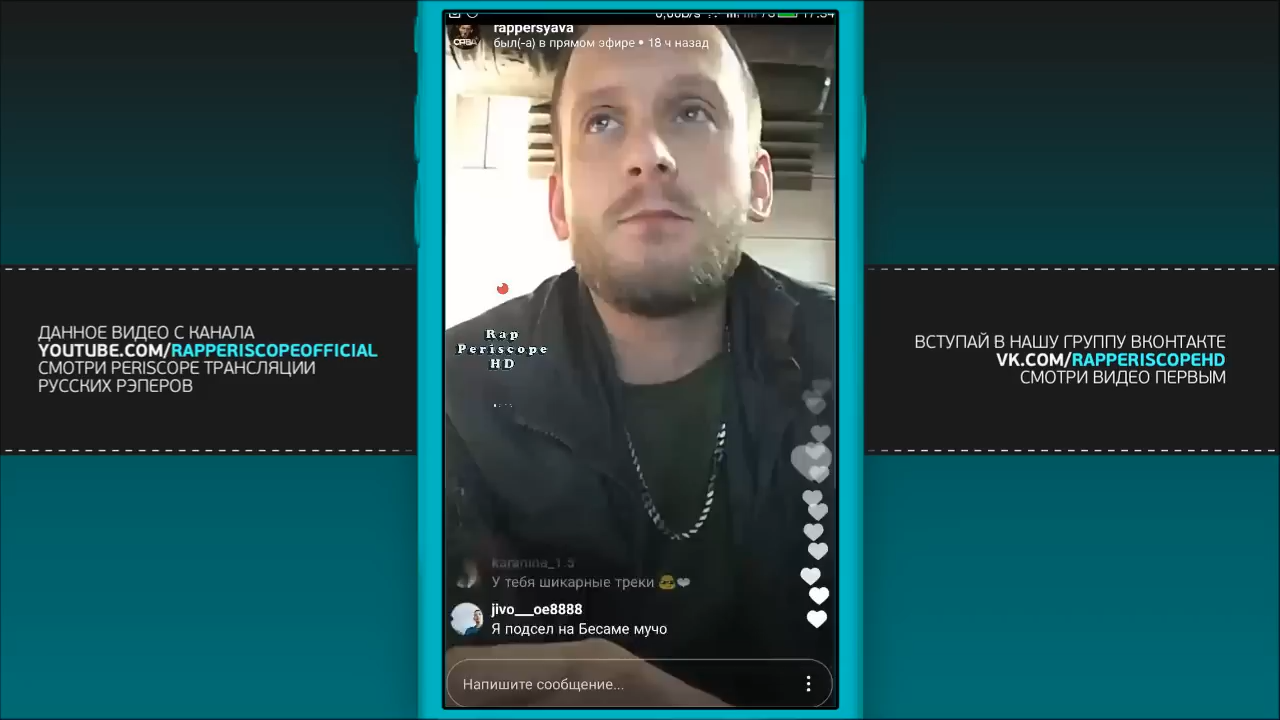 rappersyava
был(-а) в прямом эфире • 18 ч назад
ДАННОЕ ВИДЕО С КАНАЛА
YOUTUBE.COM/RAPPERISCOPEOFFICIAL
СМОТРИ PERISCOPE ТРАНСЛЯЦИИ
РУССКИХ РЭПЕРОВ
Rap
Periscope
HD
ВСТУПАЙ В НАШУ ГРУППУ ВКОНТАКТЕ
VK.COM/RAPPERISCOPEHD
СМОТРИ ВИДЕО ПЕРВЫМ
karamina_1.5
У тебя шикарные треки 🙈❤
jivo___oe8888
Я подсел на Бесаме мучо
Напишите сообщение...